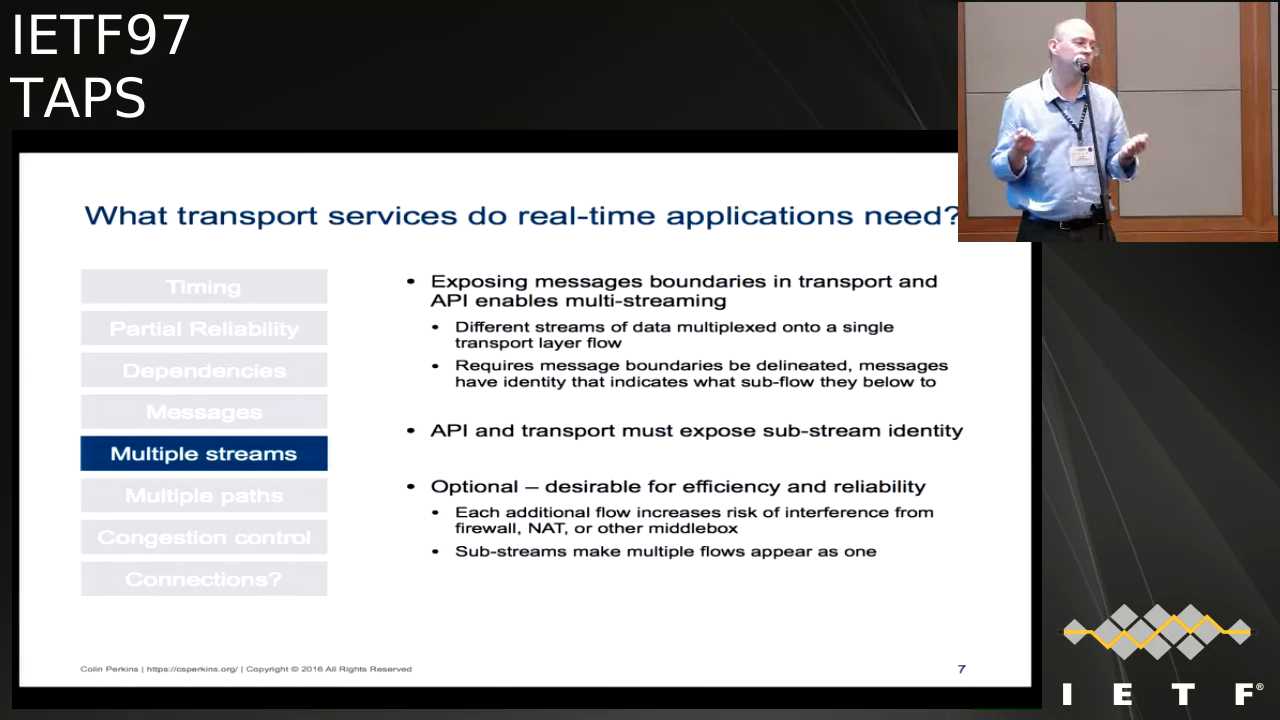 IETF97
TAPS
What transport services do real-time applications need?
Timing
Partial Reliability
Dependencies
Messages
Multiple streams
Multiple paths
Congestion control
Connections?
• Exposing messages boundaries in transport and
API enables multi-streaming
• Different streams of data multiplexed onto a single
transport layer flow
• Requires message boundaries be delineated, messages
have identity that indicates what sub-flow they below to
• API and transport must expose sub-stream identity
• Optional – desirable for efficiency and reliability
• Each additional flow increases risk of interference from
firewall, NAT, or other middlebox
• Sub-streams make multiple flows appear as one
Colin Perkins | https://csperkins.org/ | Copyright © 2016 All Rights Reserved
7
I E T F®